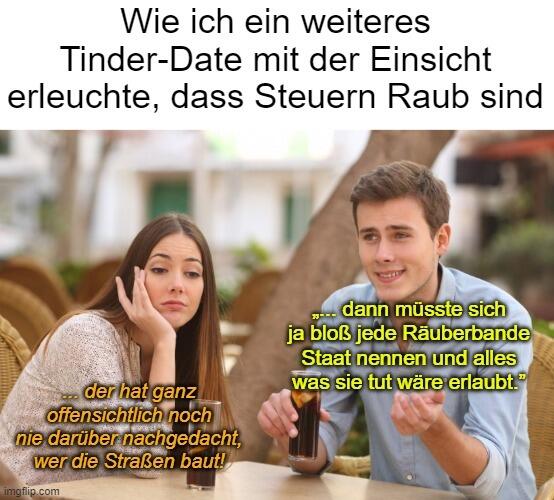 Wie ich ein weiteres
Tinder-Date mit der Einsicht
erleuchte, dass Steuern Raub sind
„... dann müsste sich
ja bloß jede Räuberbande
Staat nennen und alles
was sie tut wäre erlaubt.”
... der hat ganz
offensichtlich noch
nie darüber nachgedacht,
wer die Straßen baut!
imgflip.com